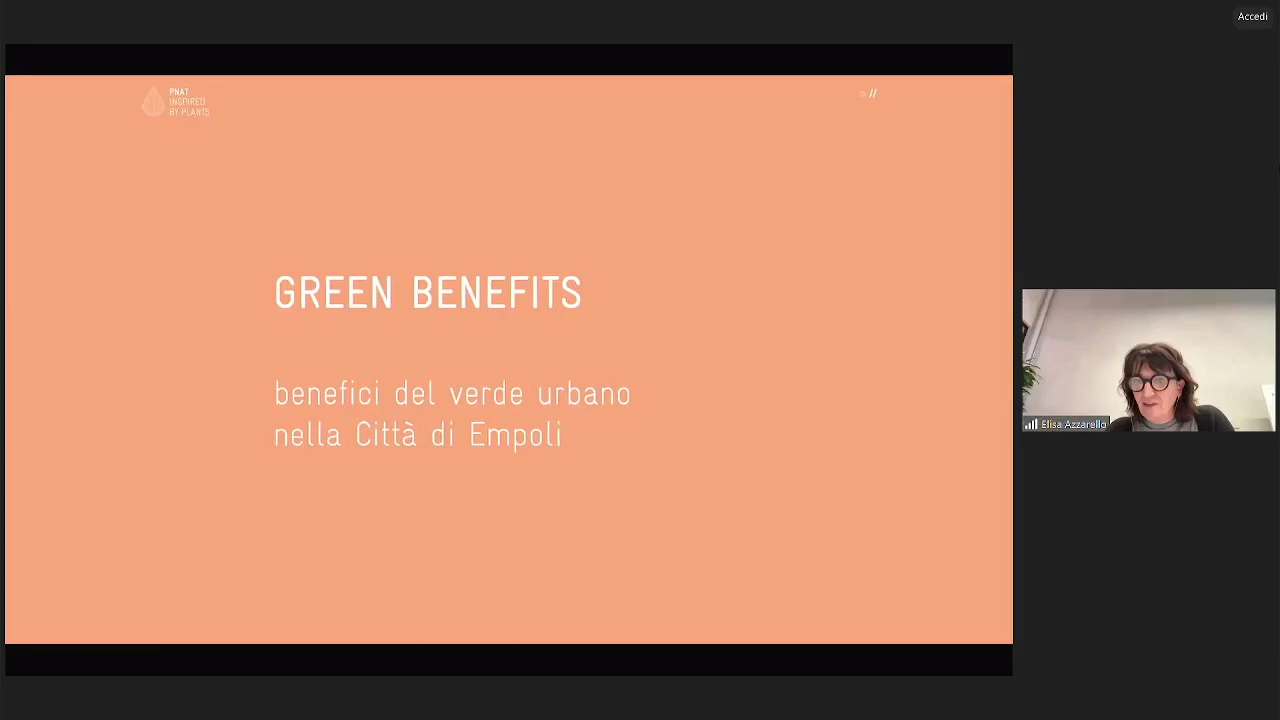 Accedi
PNAT
INSPIRED
BY PLANTS
//
GREEN BENEFITS
benefici del verde urbano
nella Città di Empoli
Elisa Azzarello